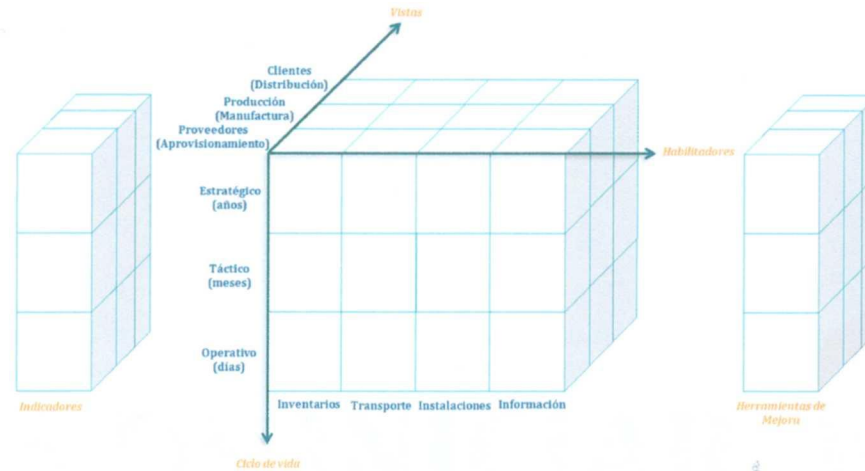 Vistas
Clientes
(Distribución)
Producción
(Manufactura)
Proveedores
(Aprovisionamiento)
Habilitadores
Estratégico
(años)
Táctico
(meses)
Operativo
(días)
Inventarios Transporte Instalaciones Información
Indicadores
Herramientas de
Mejora
Ciclo de vida